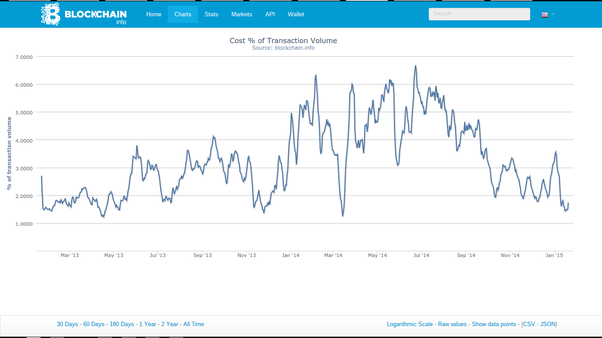 BLOCKCHAIN
info
Home Charts Stats Markets API Wallet
Search
Cost % of Transaction Volume
Source: blockchain.info
% of transaction volume
7.0000
6.0000
5.0000
4.0000
3.0000
2.0000
1.0000
Mar '13 May '13 Jul '13 Sep '13 Nov '13 Jan '14 Mar '14 May '14 Jul '14 Sep '14 Nov '14 Jan '15
30 Days - 60 Days - 180 Days - 1 Year - 2 Year - All Time
Logarithmic Scale - Raw values - Show data points - (CSV - JSON)